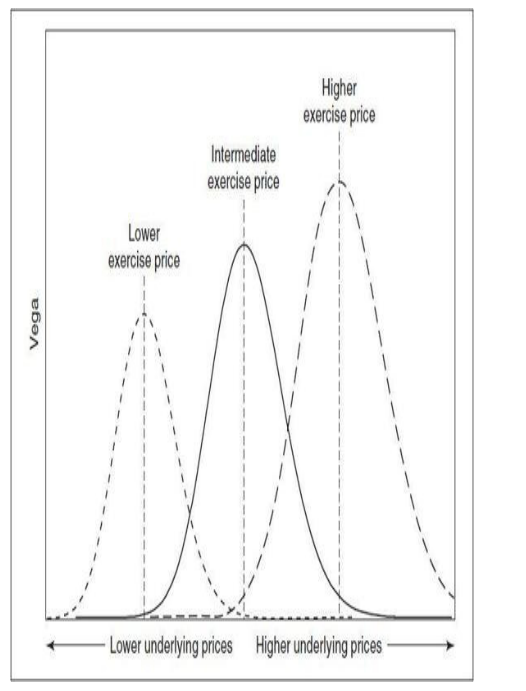 Higher
exercise price
Intermediate
exercise price
Lower
exercise price
Vega
Lower underlying prices
Higher underlying prices